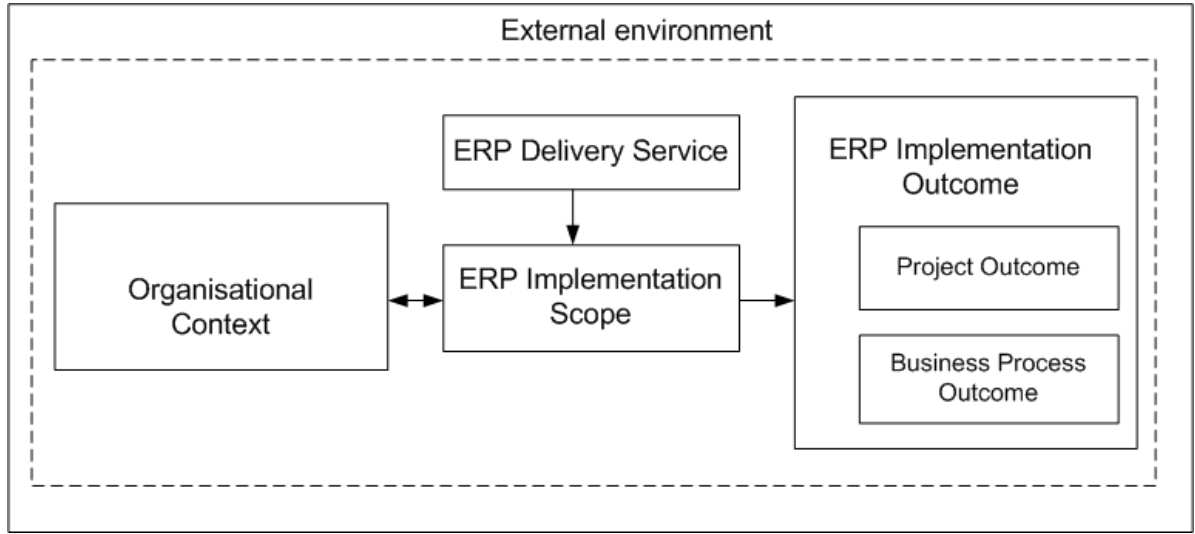 External environment
ERP Delivery Service
ERP Implementation
Outcome
Organisational
Context
ERP Implementation
Scope
Project Outcome
Business Process
Outcome